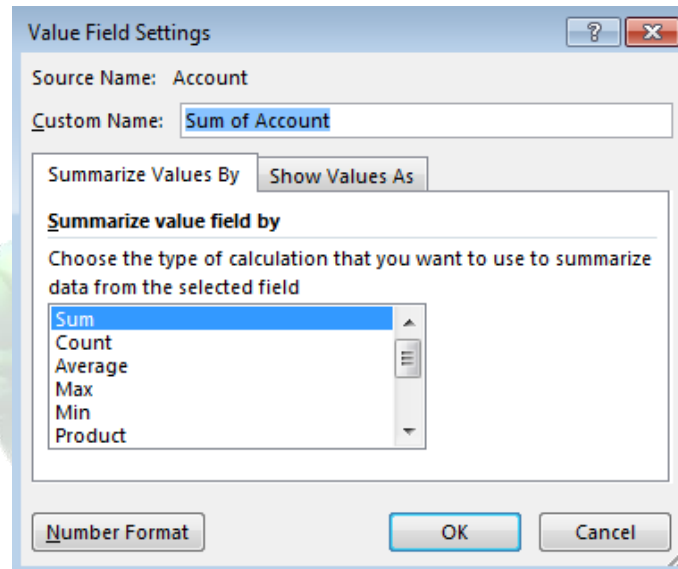 Value Field Settings
Source Name: Account
Custom Name: Sum of Account
Summarize Values By Show Values As
Summarize value field by
Choose the type of calculation that you want to use to summarize
data from the selected field
Sum
Count
Average
Max
Min
Product
Number Format OK Cancel